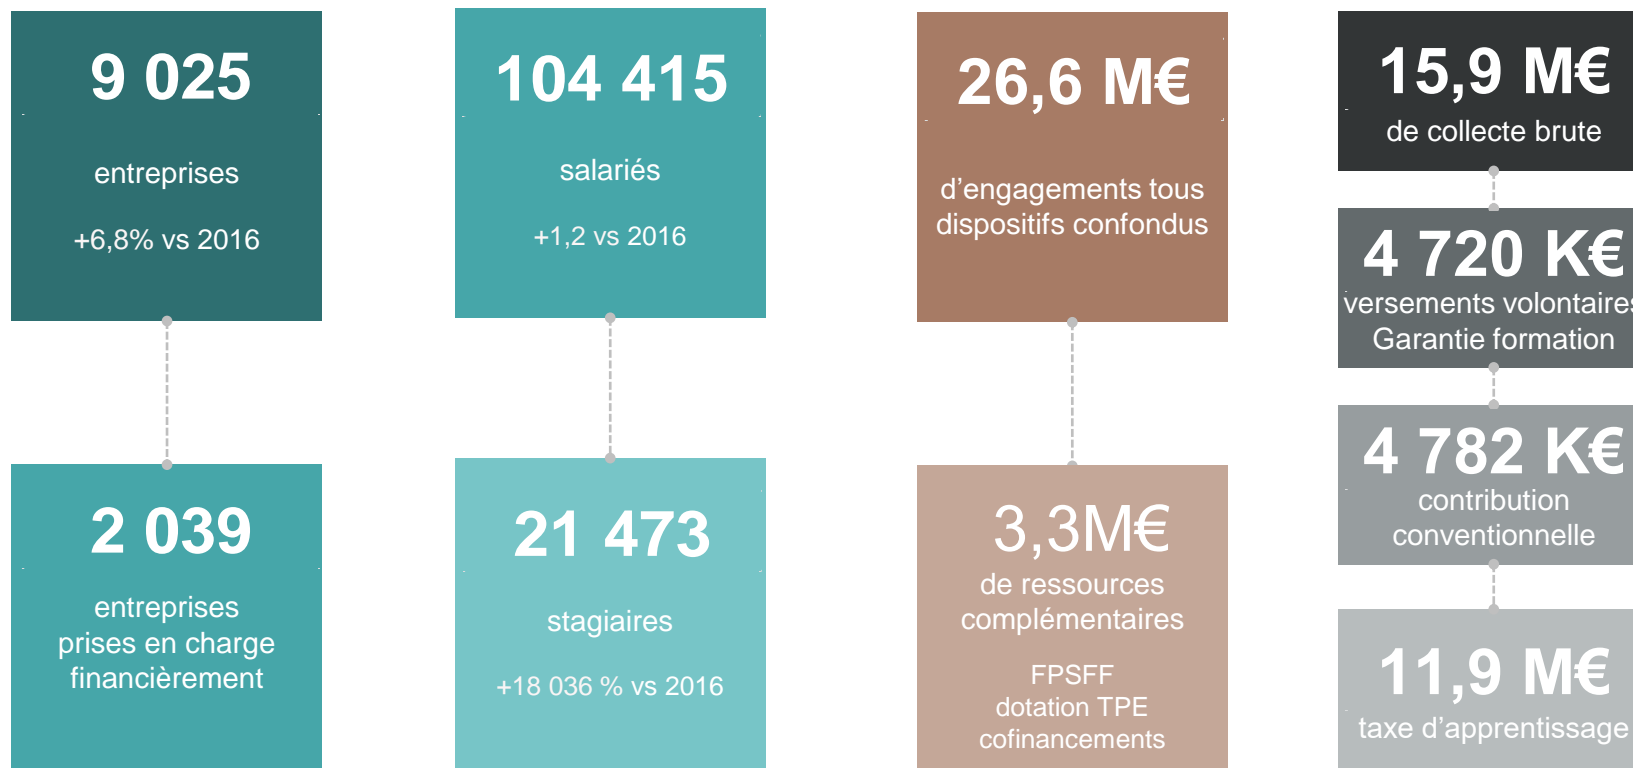 9 025
entreprises
+6,8% vs 2016
2 039
entreprises
prises en charge
financièrement
104 415
salariés
+1,2 vs 2016
21 473
stagiaires
+18 036 % vs 2016
26,6 M€
d’engagements tous
dispositifs confondus
3,3M€
de ressources
complémentaires
FPSFF
dotation TPE
cofinancements
15,9 M€
de collecte brute
4 720 K€
versements volontaires
Garantie formation
4 782 K€
contribution
conventionnelle
11,9 M€
taxe d’apprentissage